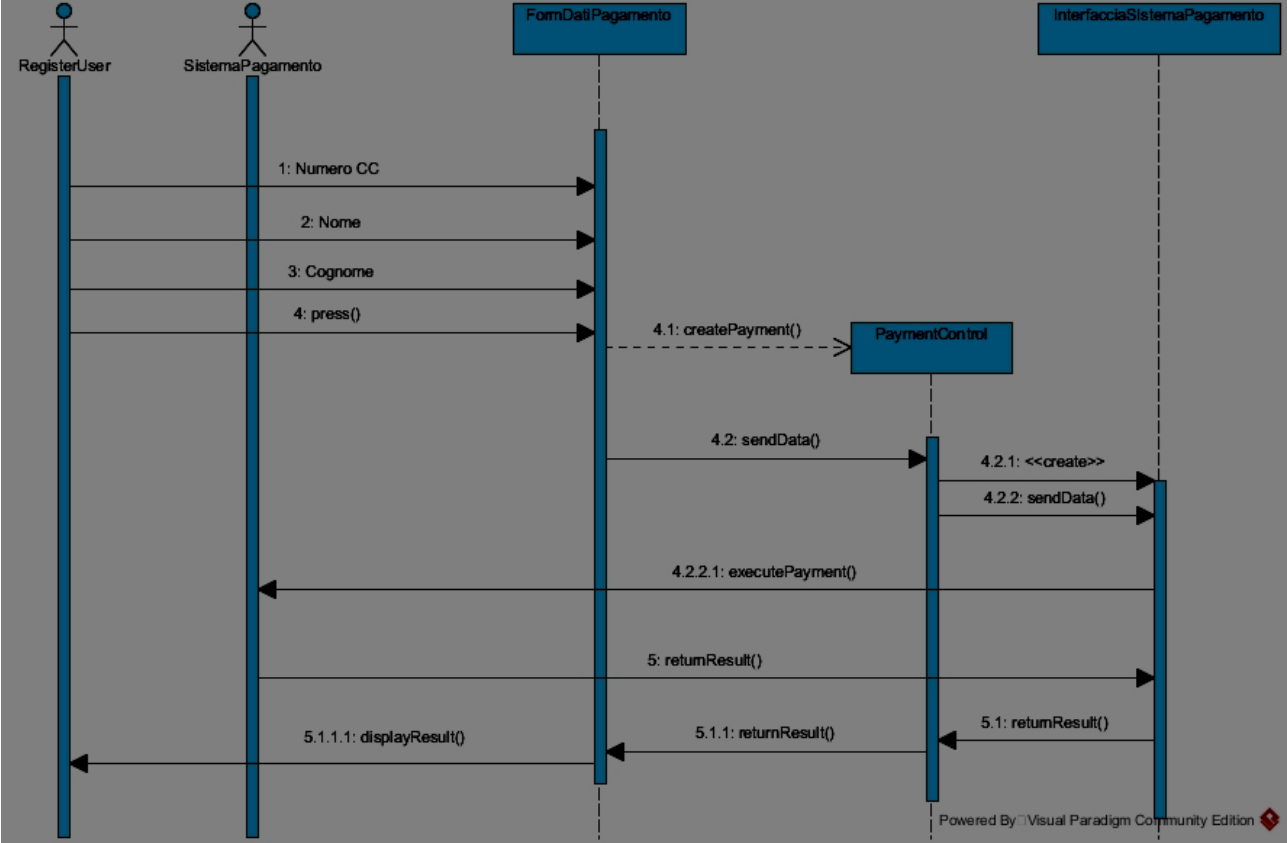 FormDatiPagamento
InterfacciaSistemaPagamento
RegisterUser
SistemaPagamento
1: Numero CC
2: Nome
3: Cognome
4: press()
4.1: createPayment()
PaymentControl
4.2: sendData()
4.2.1: <<create>>
4.2.2: sendData()
4.2.2.1: executePayment()
5: returnResult()
5.1: returnResult()
5.1.1: returnResult()
5.1.1.1: displayResult()
Powered By Visual Paradigm Community Edition